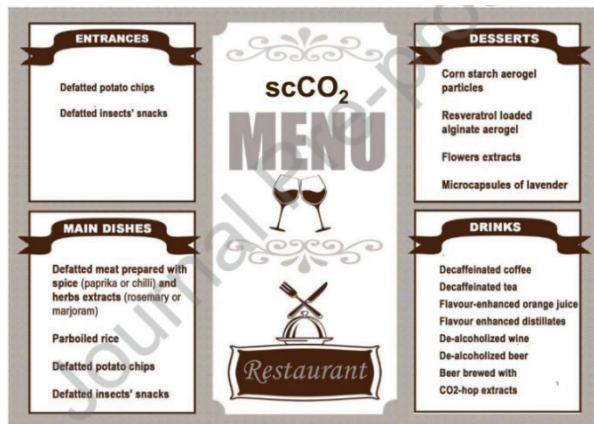 ENTRANCES
Defatted potato chips
Defatted insects' snacks
MAIN DISHES
Defatted meat prepared with
spice (paprika or chilli) and
herbs extracts (rosemary or
marjoram)
Parboiled rice
Defatted potato chips
Defatted insects' snacks
scCO2
MENU
Restaurant
DESSERTS
Corn starch aerogel
particles
Resveratrol loaded
alginate aerogel
Flowers extracts
Microcapsules of lavender
DRINKS
Decaffeinated coffee
Decaffeinated tea
Flavour-enhanced orange juice
Flavour enhanced distillates
De-alcoholized wine
De-alcoholized beer
Beer brewed with
CO2-hop extracts
Journal Pre-pro